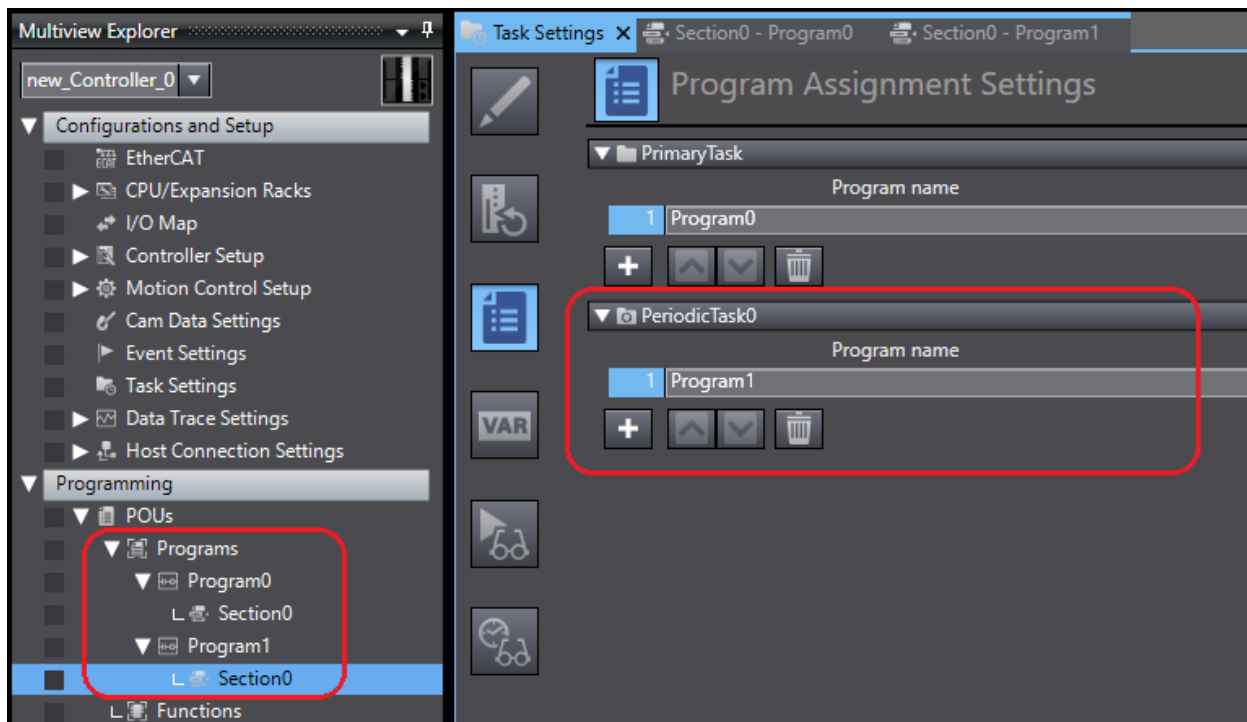 Multiview Explorer
new_Controller_0
Configurations and Setup
EtherCAT
CPU/Expansion Racks
I/O Map
Controller Setup
Motion Control Setup
Cam Data Settings
Event Settings
Task Settings
Data Trace Settings
Host Connection Settings
Programming
POUs
Programs
Program0
Section0
Program1
Section0
Functions
Task Settings
Section0 - Program0
Section0 - Program1
VAR
Program Assignment Settings
PrimaryTask
Program name
1 Program0
PeriodicTask0
Program name
1 Program1